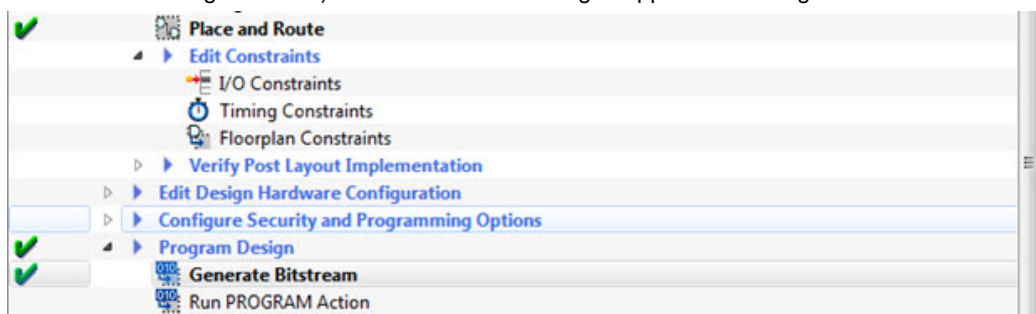 Place and Route
Edit Constraints
I/O Constraints
Timing Constraints
Floorplan Constraints
Verify Post Layout Implementation
Edit Design Hardware Configuration
Configure Security and Programming Options
Program Design
Generate Bitstream
Run PROGRAM Action